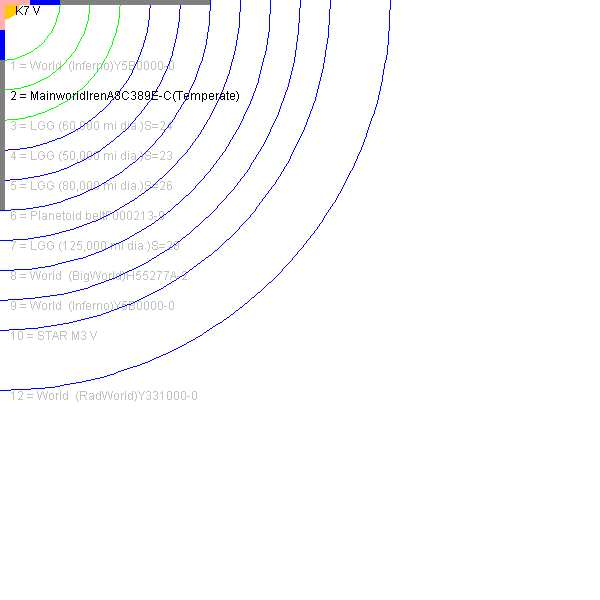 K7 V
1 = World (Inferno)Y5B0000-0
2 = MainworldIrenA8C389E-C(Temperate)
3 = LGG (60,000 mi dia.)S=24
4 = LGG (50,000 mi dia.)S=23
5 = LGG (80,000 mi dia.)S=26
6 = Planetoid beltF000213-9
7 = LGG (125,000 mi dia.)S=28
8 = World (BigWorld)H55277A-2
9 = World (Inferno)Y5B0000-0
10 = STAR M3 V
12 = World (RadWorld)Y331000-0